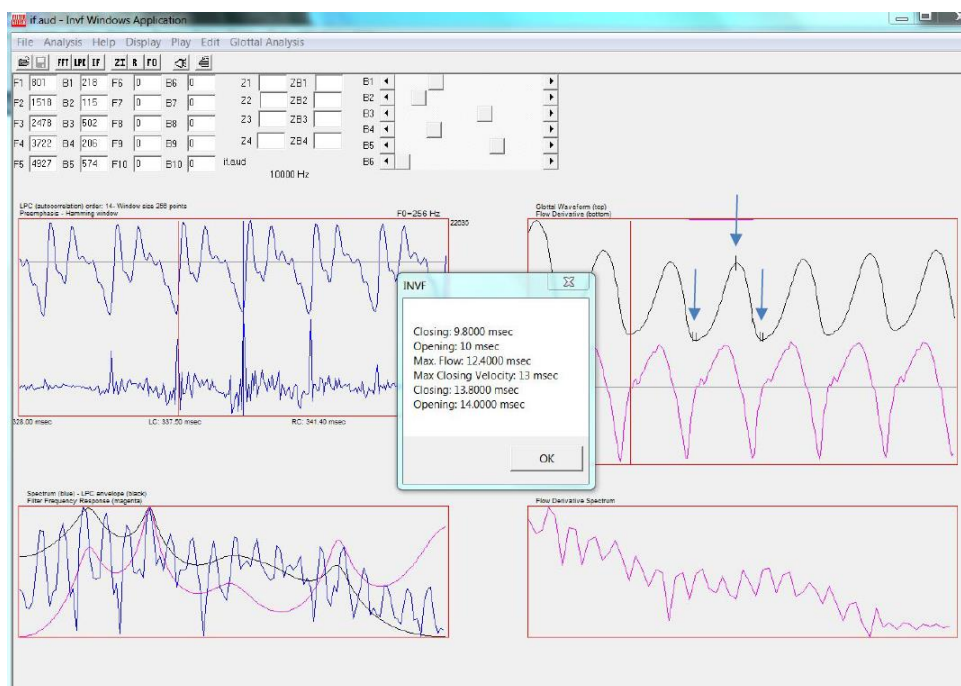 if.aud - Invf Windows Application
File Analysis Help Display Play Edit Glottal Analysis
FFT LPC IF ZI R FO
F1 801 B1 218 F6 0 B6 0 Z1 ZB1 B1
F2 1518 B2 115 F7 0 B7 0 Z2 ZB2 B2
F3 2478 B3 502 F8 0 B8 0 Z3 ZB3 B3
F4 3722 B4 206 F9 0 B9 0 Z4 ZB4 B4
B5
F5 4927 B5 574 F10 0 B10 0 if.aud B6
10000 Hz
LPC (autocorrelation) order: 14- Window size 256 points
Preemphasis - Hamming window F0=256 Hz
22035
Glottal Waveform (top)
Flow Derivative (bottom)
INVF
Closing: 9.8000 msec
Opening: 10 msec
Max. Flow: 12.4000 msec
Max Closing Velocity: 13 msec
Closing: 13.8000 msec
Opening: 14.0000 msec
OK
328.00 msec LC: 337.50 msec RC: 341.40 msec
Spectrum (blue) - LPC envelope (black)
Filter Frequency Response (magenta)
Flow Derivative Spectrum